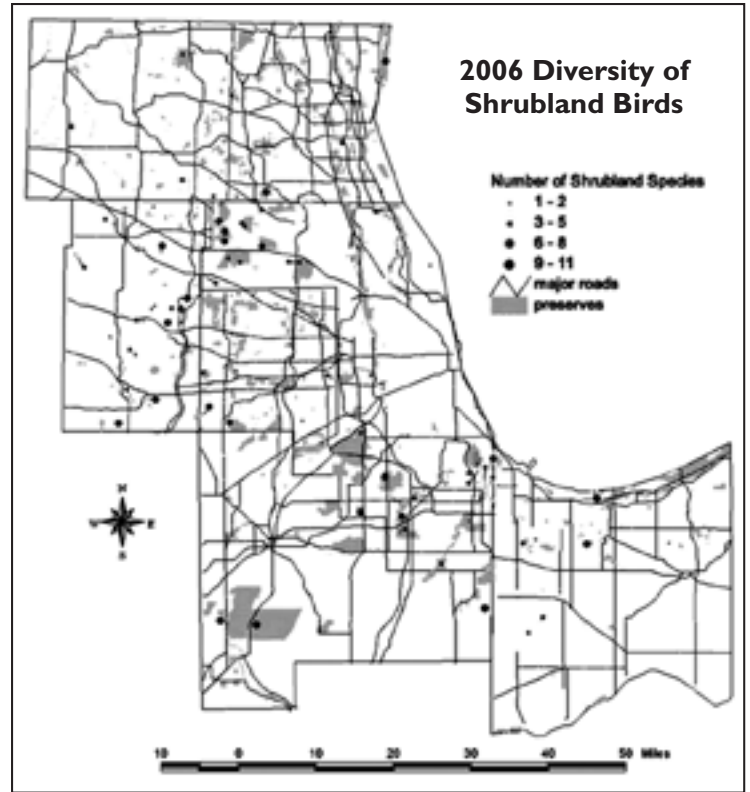 2006 Diversity of
Shrubland Birds
Number of Shrubland Species
1 - 2
3 - 5
6 - 8
9 - 11
major roads
preserves
N
W E
S
10 0 10 20 30 40 50 Miles